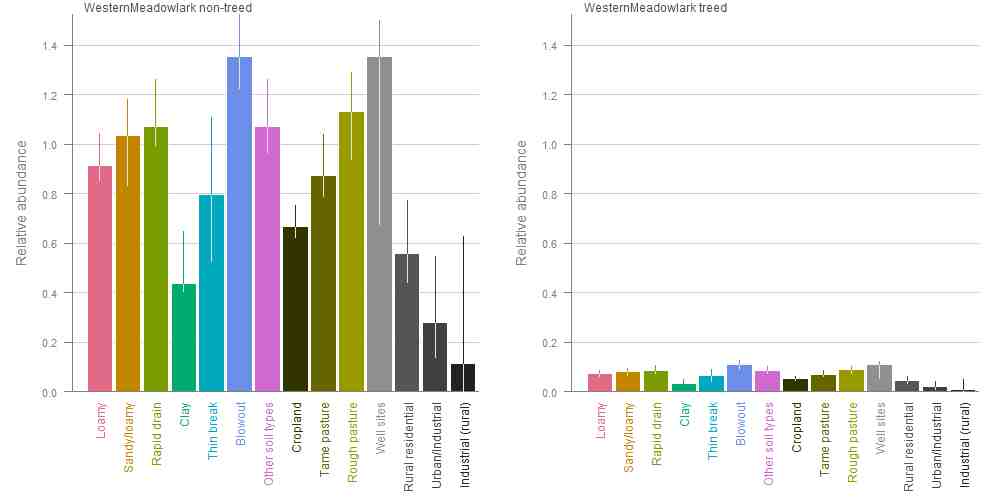 WesternMeadowlark non-treed
Relative abundance
1.4
1.2
1.0
0.8
0.6
0.4
0.2
0.0
Loamy
Sandy/loamy
Rapid drain
Clay
Thin break
Blowout
Other soil types
Cropland
Tame pasture
Rough pasture
Well sites
Rural residential
Urban/Industrial
Industrial (rural)
WesternMeadowlark treed
Relative abundance
1.4
1.2
1.0
0.8
0.6
0.4
0.2
0.0
Loamy
Sandy/loamy
Rapid drain
Clay
Thin break
Blowout
Other soil types
Cropland
Tame pasture
Rough pasture
Well sites
Rural residential
Urban/Industrial
Industrial (rural)